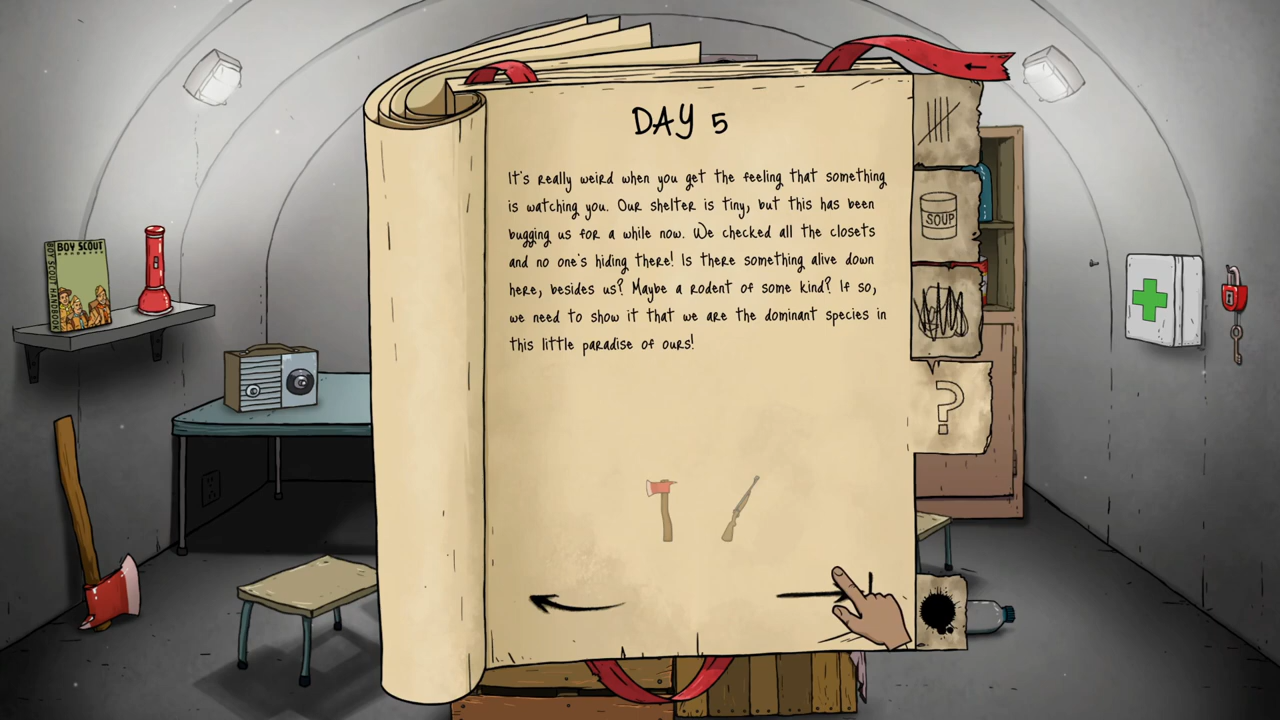 DAY 5
It's really weird when you get the feeling that something
is watching you. Our shelter is tiny, but this has been
bugging us for a while now. We checked all the closets
and no one's hiding there! Is there something alive down
here, besides us? Maybe a rodent of some kind? If so,
we need to show it that we are the dominant species in
this little paradise of ours!
SOUP
?
BOY SCOUT
BOY SCOUT HANDBOOK